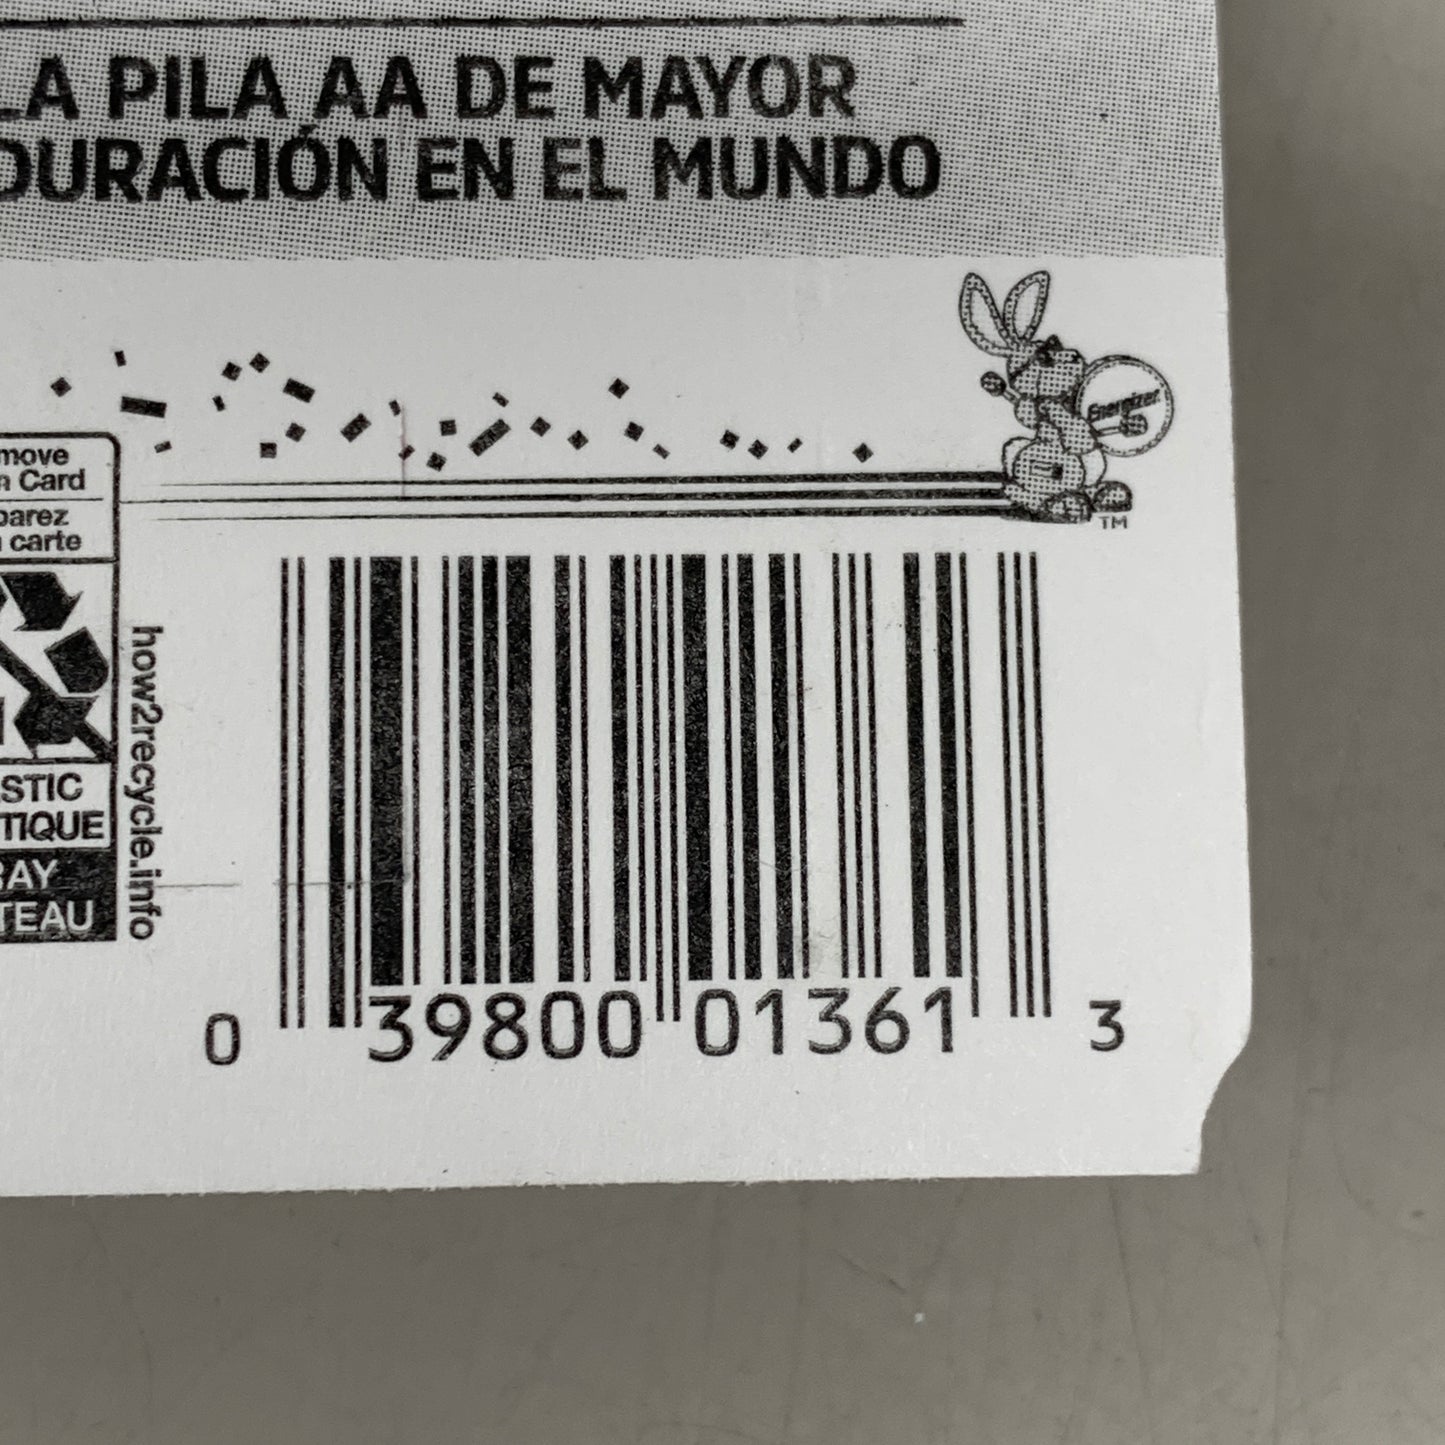 LA PILA AA DE MAYOR
DURACIÓN EN EL MUNDO
Energizer
TM
move
Card
parez
carte
how2recycle.info
STIC
TIQUE
TEAU
0 39800 01361 3